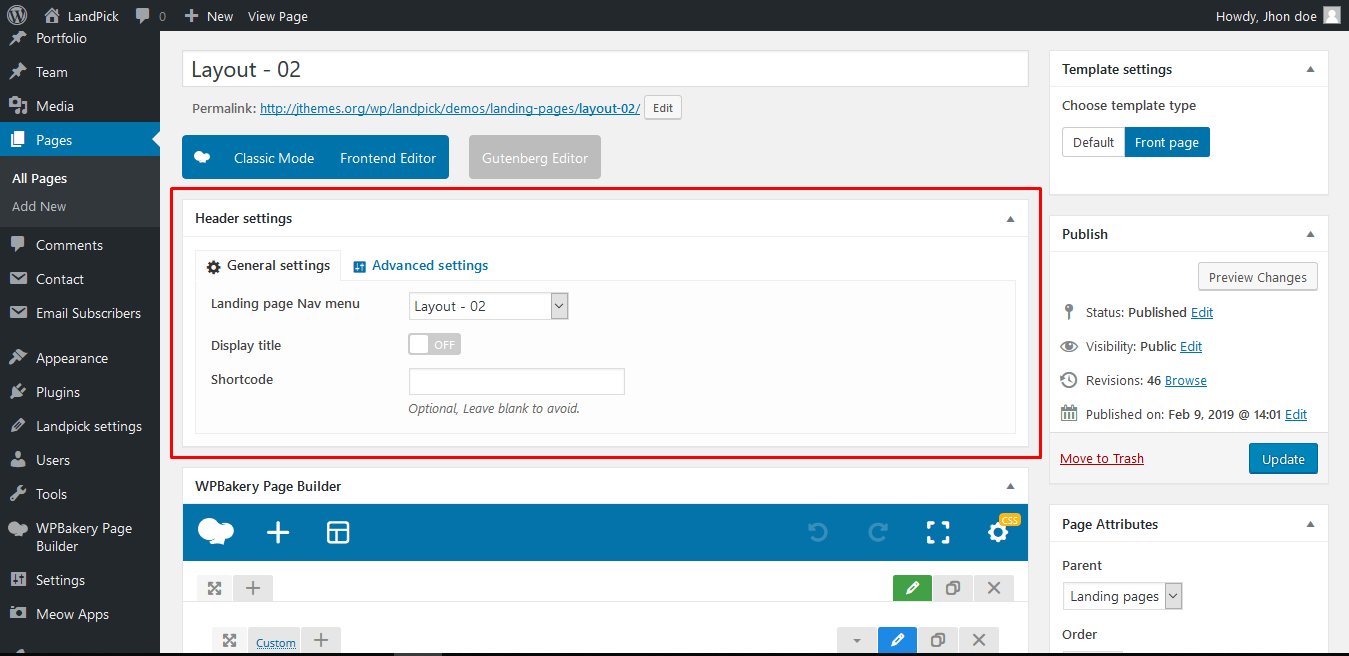 LandPick
0
New
View Page
Howdy, Jhon doe
Portfolio
Team
Media
Pages
All Pages
Add New
Comments
Contact
Email Subscribers
Appearance
Plugins
Landpick settings
Users
Tools
WPBakery Page
Builder
Settings
Meow Apps
Layout - 02
Permalink: http://jthemes.org/wp/landpick/demos/landing-pages/layout-02/ Edit
Classic Mode Frontend Editor Gutenberg Editor
Header settings
General settings Advanced settings
Landing page Nav menu Layout - 02
Display title OFF
Shortcode
Optional, Leave blank to avoid.
WPBakery Page Builder
CSS
Custom
Template settings
Choose template type
Default Front page
Publish
Preview Changes
Status: Published Edit
Visibility: Public Edit
Revisions: 46 Browse
Published on: Feb 9, 2019 @ 14:01 Edit
Move to Trash Update
Page Attributes
Parent
Landing pages
Order